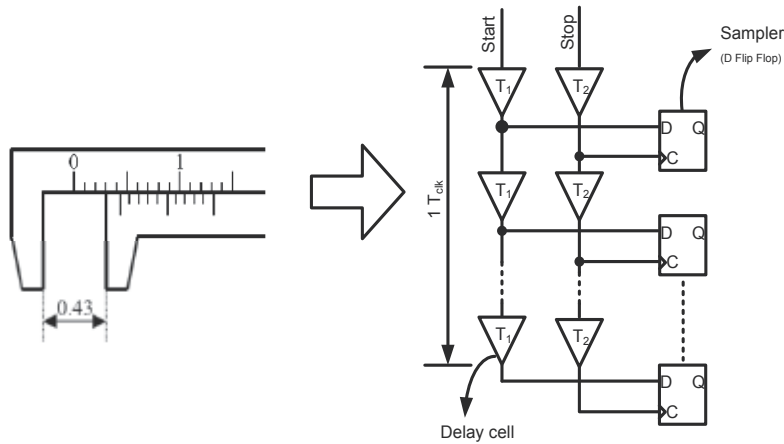 0 1
0.43
Start
Stop
Sampler
(D Flip Flop)
T1 T2
D Q
C
1 Tclk
T1 T2
D Q
C
T1 T2
D Q
C
Delay cell